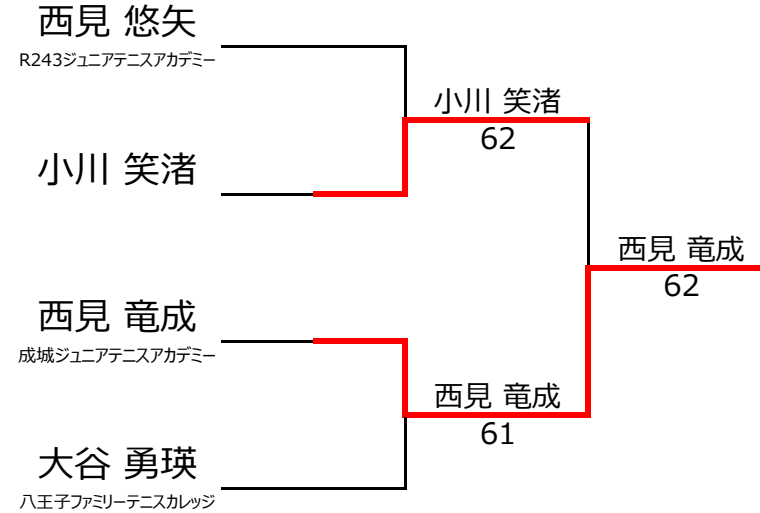 西見 悠矢
R243ジュニアテニスアカデミー
小川 笑渚
62
小川 笑渚
西見 竜成
62
西見 竜成
成城ジュニアテニスアカデミー
西見 竜成
61
大谷 勇瑛
八王子ファミリーテニスカレッジ